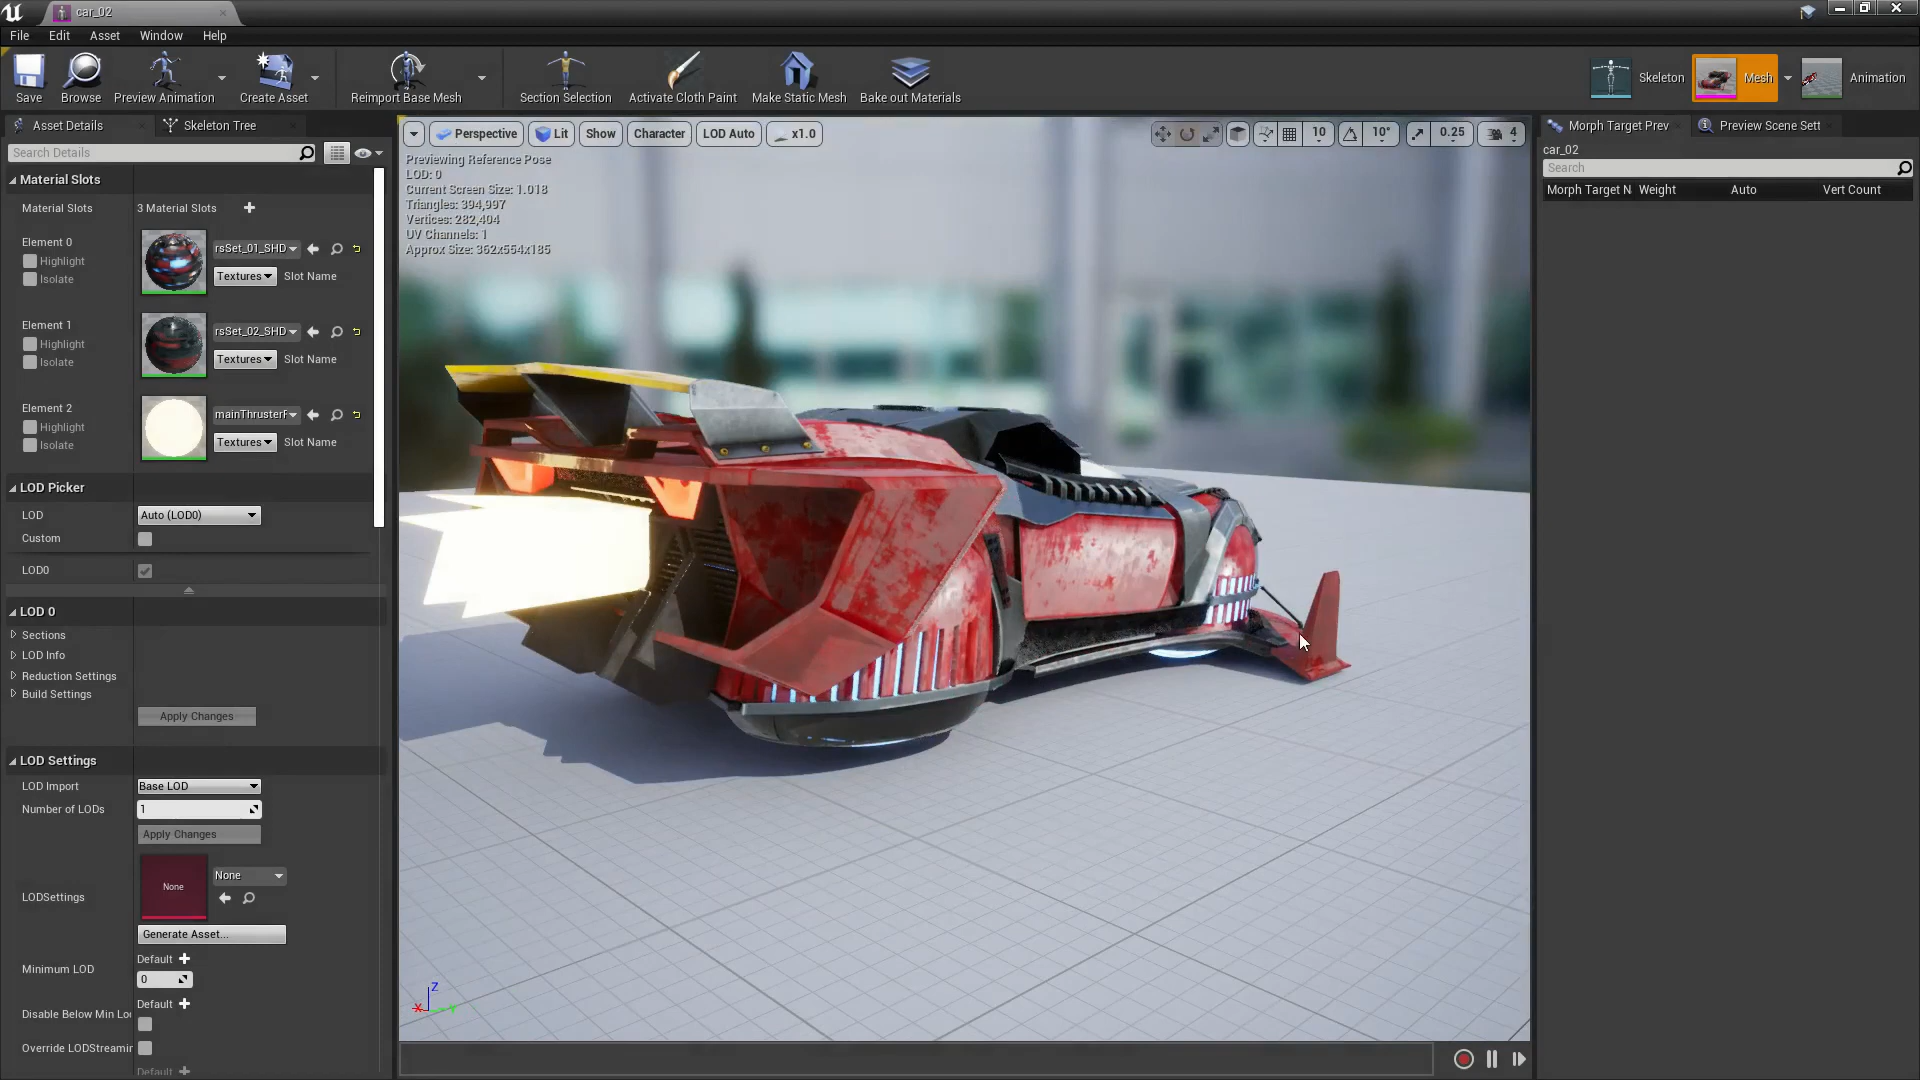 car_02
File Edit Asset Window Help
Save Browse Preview Animation Create Asset Reimport Base Mesh Section Selection Activate Cloth Paint Make Static Mesh Bake out Materials Skeleton Mesh Animation
Asset Details Skeleton Tree
Search Details
Material Slots
Material Slots 3 Material Slots
Element 0
Highlight
Isolate
rsSet_01_SHD
Textures Slot Name
Element 1
Highlight
Isolate
rsSet_02_SHD
Textures Slot Name
Element 2
Highlight
Isolate
mainThrusterF
Textures Slot Name
LOD Picker
LOD Auto (LOD0)
Custom
LOD0
LOD 0
Sections
LOD Info
Reduction Settings
Build Settings
Apply Changes
LOD Settings
LOD Import Base LOD
Number of LODs 1
Apply Changes
LODSettings None None
Generate Asset...
Minimum LOD Default
0
Default
Disable Below Min Lo
Override LODStreamin
Default
Perspective Lit Show Character LOD Auto x1.0
10 10° 0.25 4
Previewing Reference Pose
LOD: 0
Current Screen Size: 1.018
Triangles: 394,997
Vertices: 282,404
UV Channels: 1
Approx Size: 362x554x185
Z
X
Morph Target Prev Preview Scene Sett
car_02
Search
Morph Target N Weight Auto Vert Count